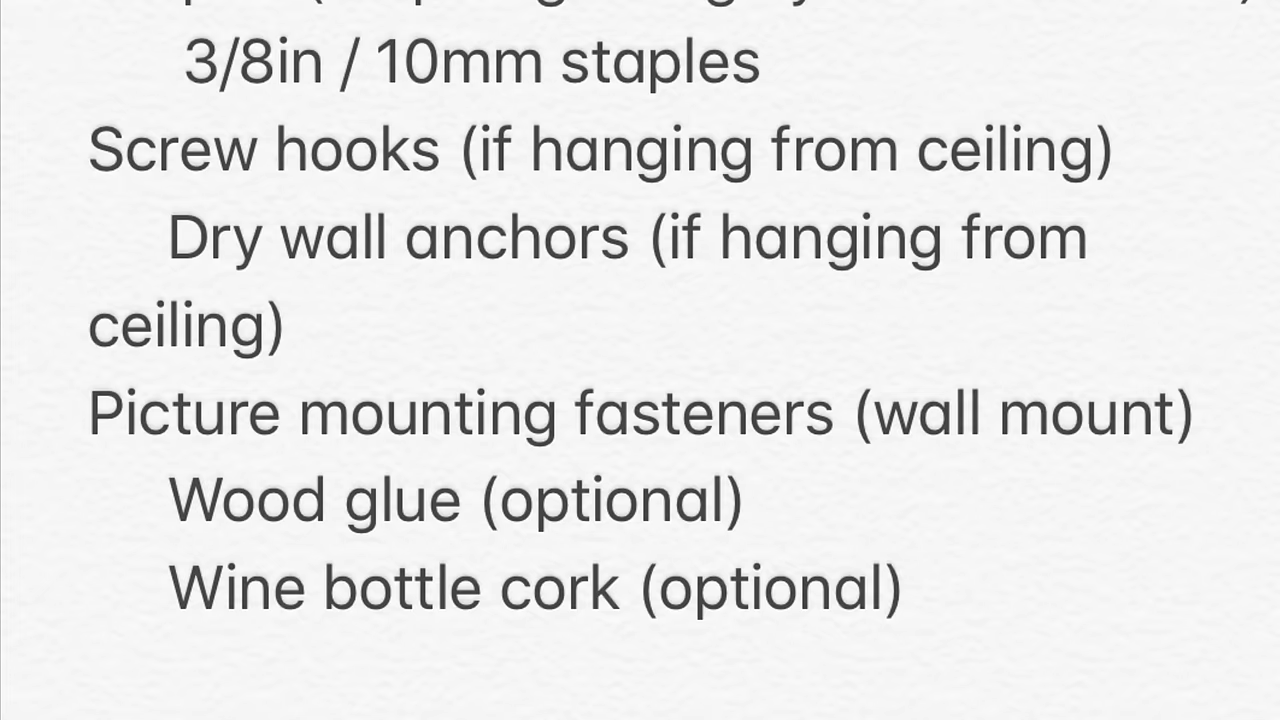 3/8in / 10mm staples
Screw hooks (if hanging from ceiling)
Dry wall anchors (if hanging from
ceiling)
Picture mounting fasteners (wall mount)
Wood glue (optional)
Wine bottle cork (optional)